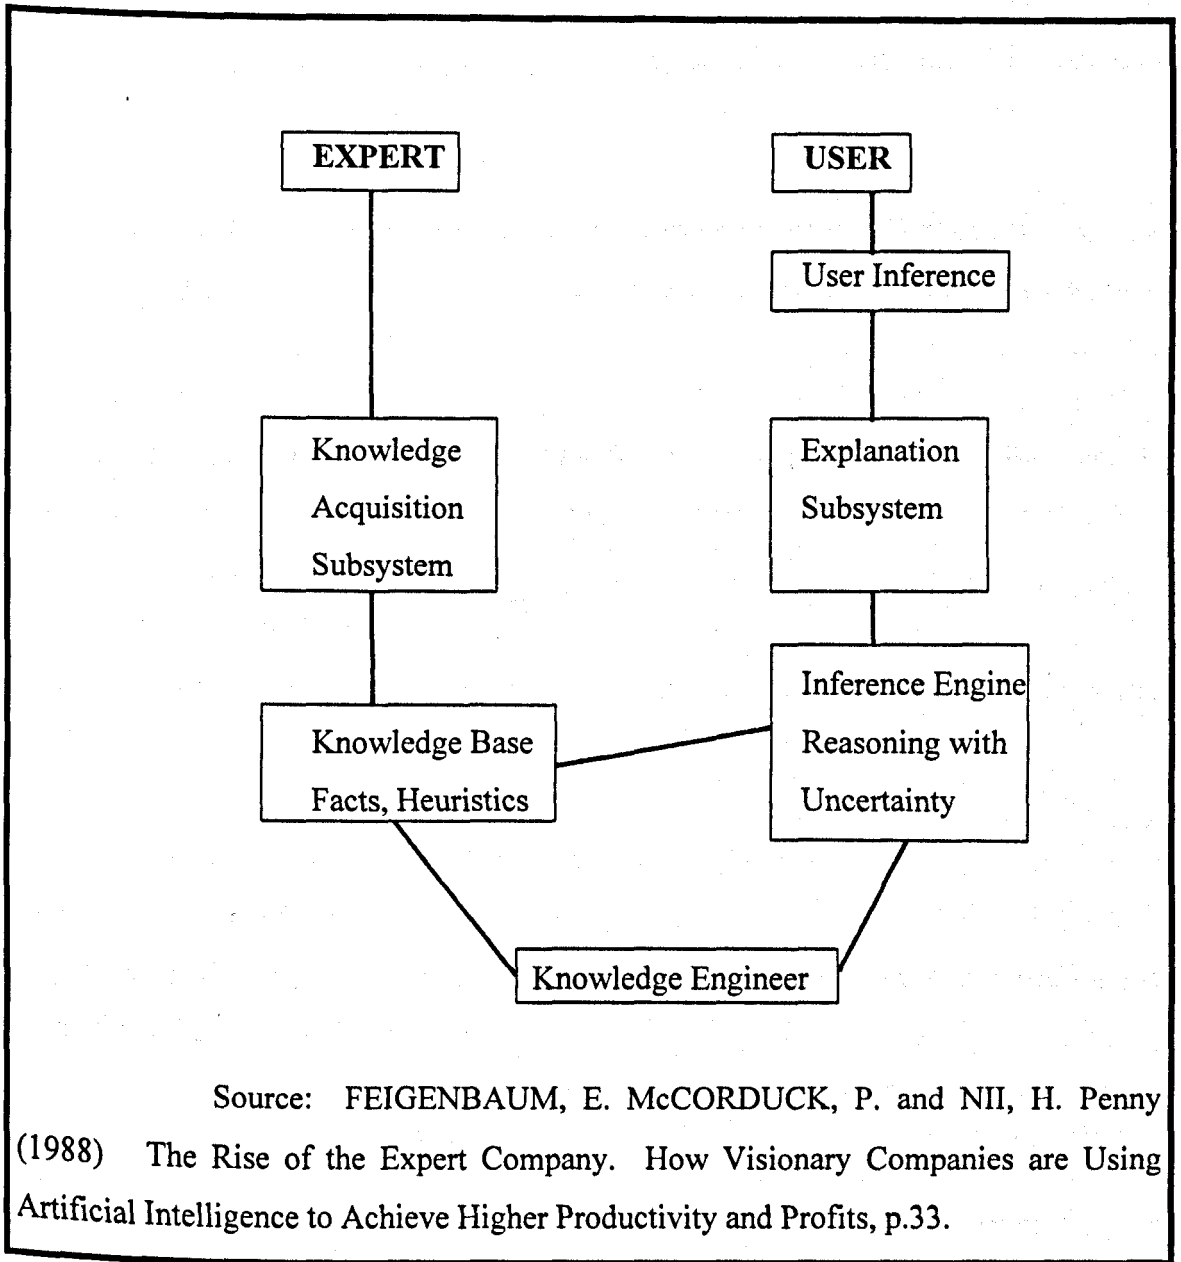 EXPERT
USER
User Inference
Knowledge
Acquisition
Subsystem
Explanation
Subsystem
Knowledge Base
Facts, Heuristics
Inference Engine
Reasoning with
Uncertainty
Knowledge Engineer
Source: FEIGENBAUM, E. McCORDUCK, P. and NII, H. Penny
(1988) The Rise of the Expert Company. How Visionary Companies are Using
Artificial Intelligence to Achieve Higher Productivity and Profits, p.33.